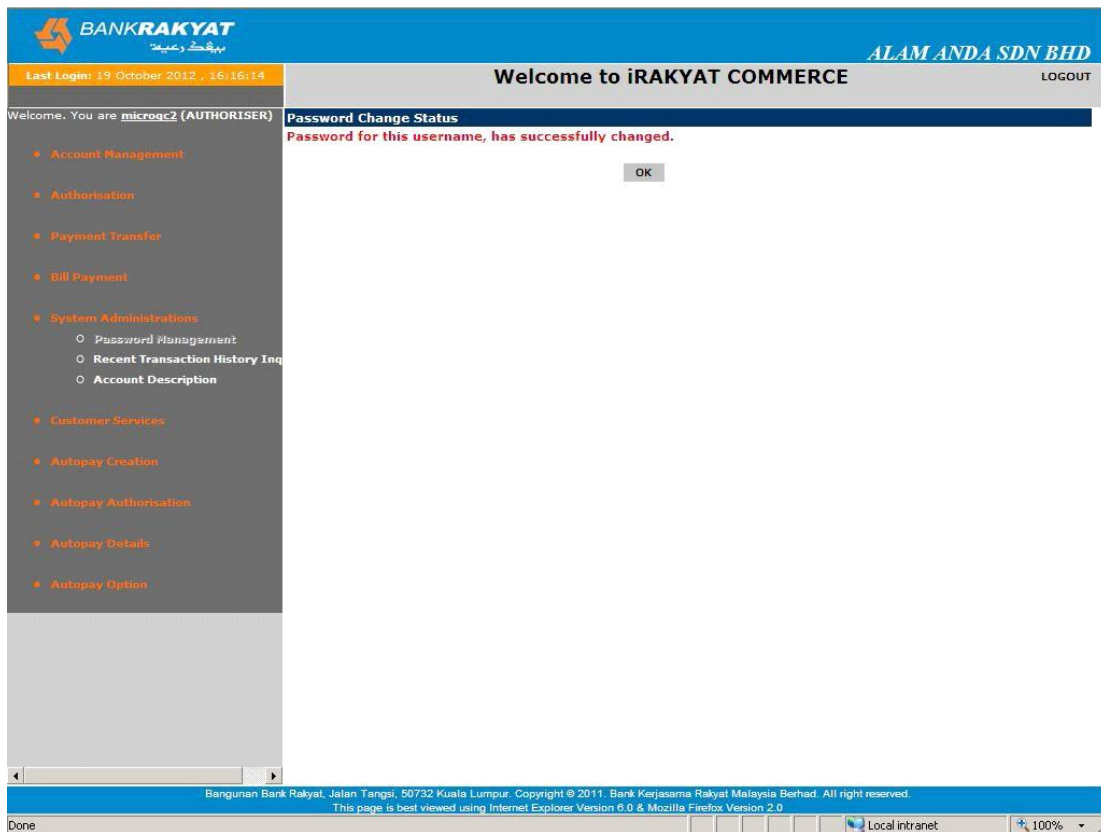 BANKRAKYAT
بيڤک رعية
ALAM ANDA SDN BHD
Last Login: 19 October 2012 , 16:16:14
Welcome to iRAKYAT COMMERCE
LOGOUT
Welcome. You are microqc2 (AUTHORISER)
Password Change Status
Password for this username, has successfully changed.
OK
Account Management
Authorisation
Payment Transfer
Bill Payment
System Administrations
Password Management
Recent Transaction History Inq
Account Description
Customer Services
Autopay Creation
Autopay Authorisation
Autopay Details
Autopay Option
Bangunan Bank Rakyat, Jalan Tangsi, 50732 Kuala Lumpur. Copyright © 2011. Bank Kerjasama Rakyat Malaysia Berhad. All right reserved.
This page is best viewed using Internet Explorer Version 6.0 & Mozilla Firefox Version 2.0
Done
Local intranet
100%